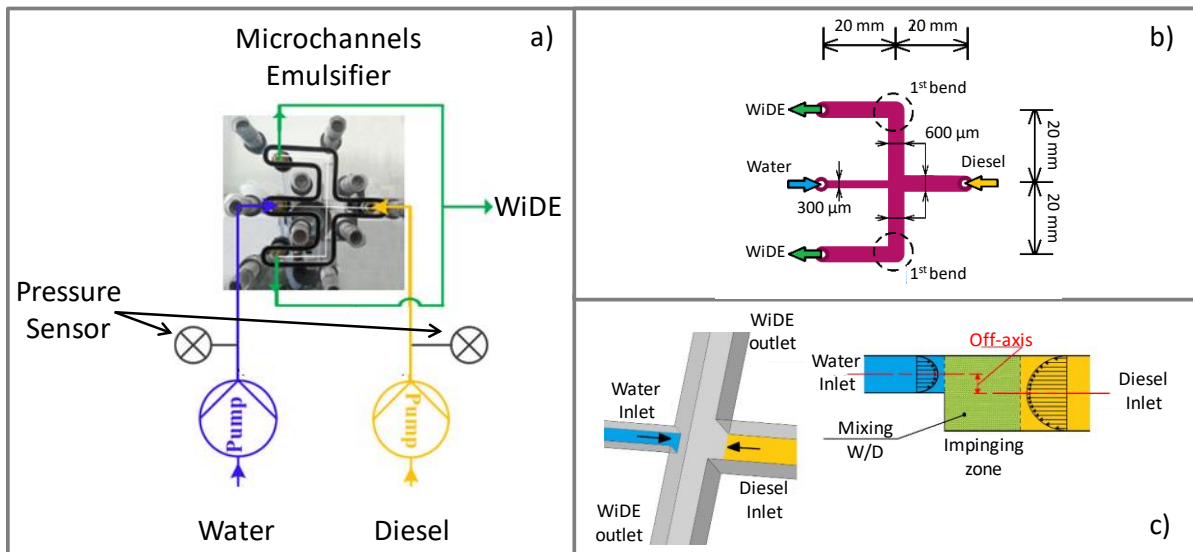 Microchannels
Emulsifier
a)
WiDE
Pressure
Sensor
Pump
Pump
Water
Diesel
20 mm
20 mm
b)
1st bend
WiDE
600 µm
Water
Diesel
300 µm
20 mm
20 mm
WiDE
1st bend
WiDE
outlet
Water
Inlet
Diesel
Inlet
WiDE
outlet
Off-axis
Water
Inlet
Diesel
Inlet
Mixing
W/D
Impinging
zone
c)